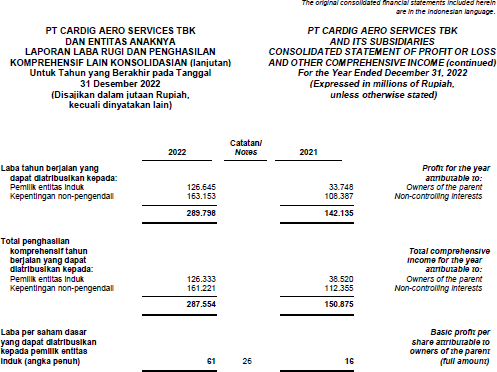 The original consolidated financial statements included herein
are in the Indonesian language.
PT CARDIG AERO SERVICES TBK
DAN ENTITAS ANAKNYA
LAPORAN LABA RUGI DAN PENGHASILAN
KOMPREHENSIF LAIN KONSOLIDASIAN (lanjutan)
Untuk Tahun yang Berakhir pada Tanggal
31 Desember 2022
(Disajikan dalam jutaan Rupiah,
kecuali dinyatakan lain)
PT CARDIG AERO SERVICES TBK
AND ITS SUBSIDIARIES
CONSOLIDATED STATEMENT OF PROFIT OR LOSS
AND OTHER COMPREHENSIVE INCOME (continued)
For the Year Ended December 31, 2022
(Expressed in millions of Rupiah,
unless otherwise stated)
Catatan/
2022 Notes 2021
Laba tahun berjalan yang Profit for the year
dapat distribusikan kepada: attributable to:
Pemilik entitas induk 126.645 33.748 Owners of the parent
Kepentingan non-pengendali 163.153 108.387 Non-controlling interests
289.798 142.135
Total penghasilan
komprehensif tahun Total comprehensive
berjalan yang dapat income for the year
diatribusikan kepada: attributable to:
Pemilik entitas induk 126.333 38.520 Owners of the parent
Kepentingan non-pengendali 161.221 112.355 Non-controlling interests
287.554 150.875
Laba per saham dasar Basic profit per
yang dapat diatribusikan share attributable to
kepada pemilik entitas owners of the parent
induk (angka penuh) 61 26 16 (full amount)